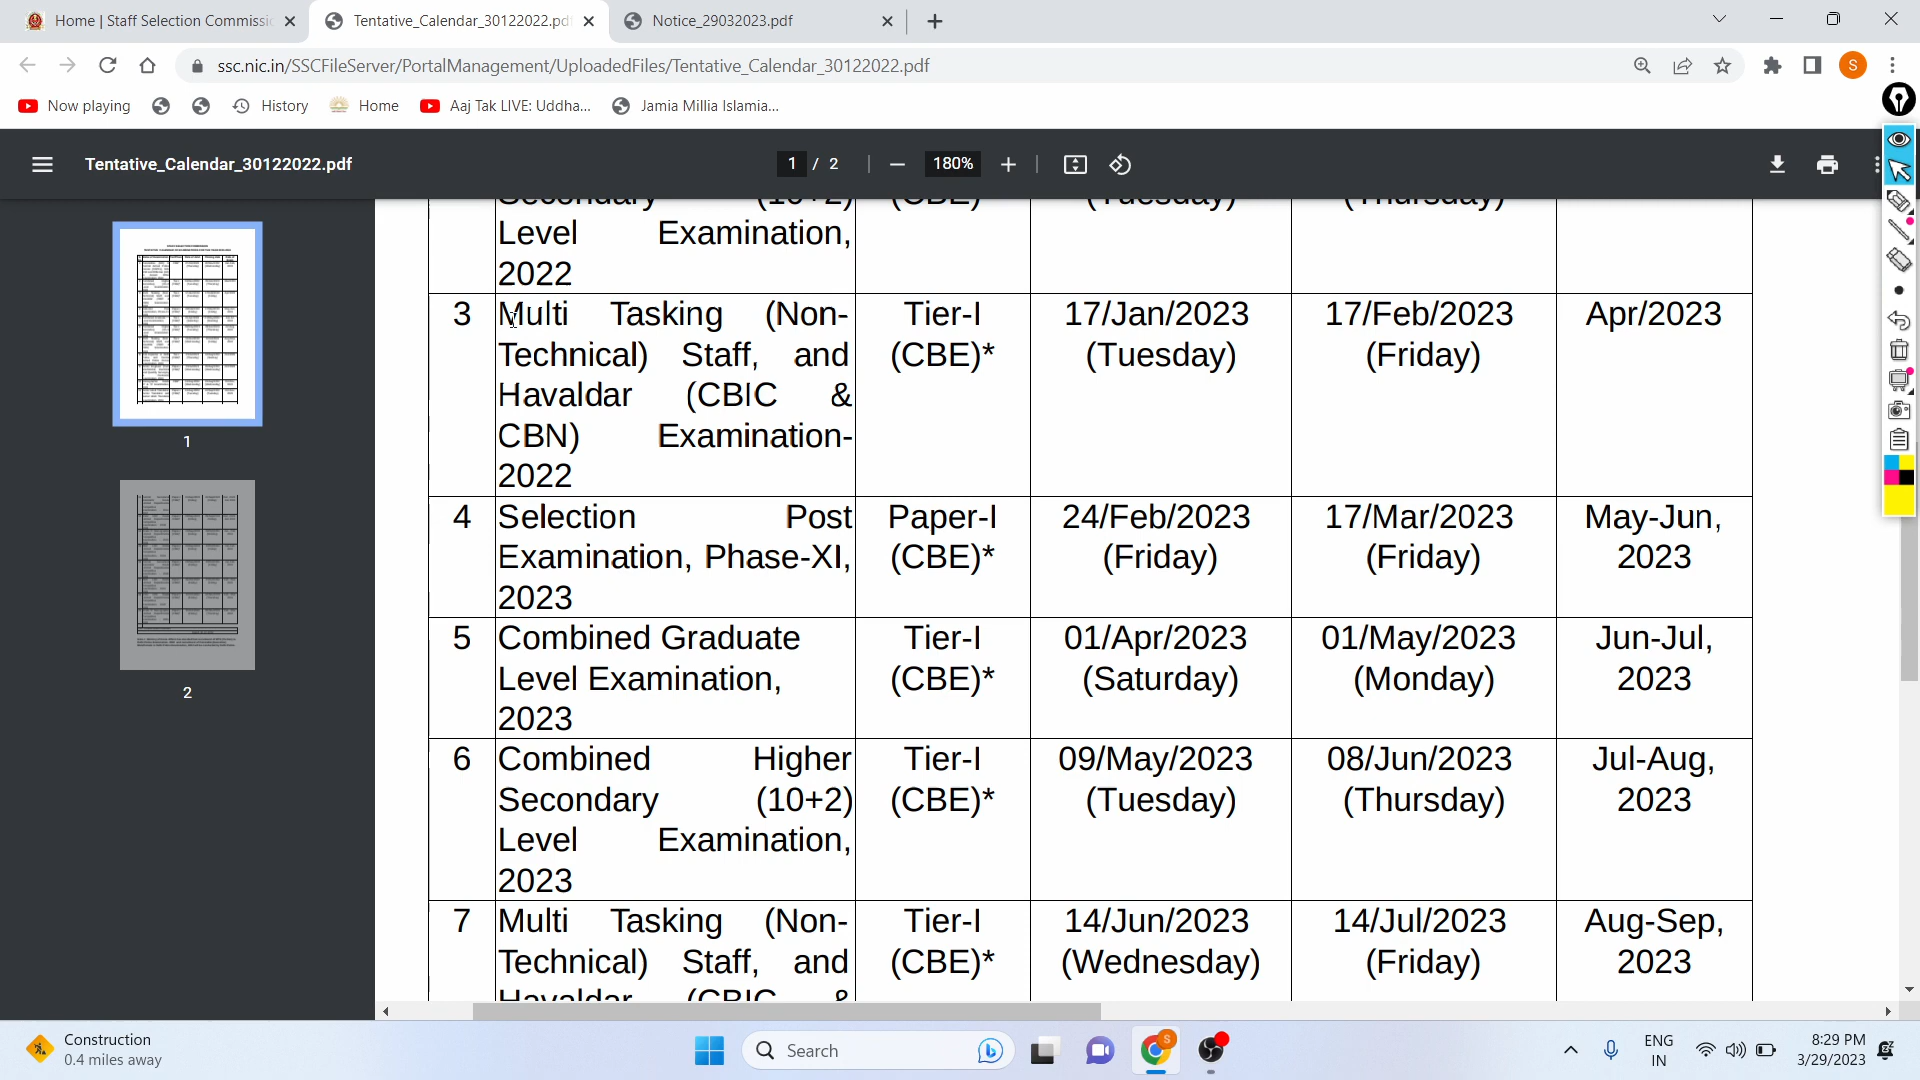 Home | Staff Selection Commissi
Tentative_Calendar_30122022.pd
Notice_29032023.pdf
ssc.nic.in/SSCFileServer/PortalManagement/UploadedFiles/Tentative_Calendar_30122022.pdf
S
Now playing
History
Home
Aaj Tak LIVE: Uddha...
Jamia Millia Islamia...
Tentative_Calendar_30122022.pdf
1 / 2
180%
1
2
Secondary (10+2) (CBE) (Tuesday) (Thursday)
Level Examination,
2022
3 Multi Tasking (Non- Tier-I 17/Jan/2023 17/Feb/2023 Apr/2023
Technical) Staff, and (CBE)* (Tuesday) (Friday)
Havaldar (CBIC &
CBN) Examination-
2022
4 Selection Post Paper-I 24/Feb/2023 17/Mar/2023 May-Jun,
Examination, Phase-XI, (CBE)* (Friday) (Friday) 2023
2023
5 Combined Graduate Tier-I 01/Apr/2023 01/May/2023 Jun-Jul,
Level Examination, (CBE)* (Saturday) (Monday) 2023
2023
6 Combined Higher Tier-I 09/May/2023 08/Jun/2023 Jul-Aug,
Secondary (10+2) (CBE)* (Tuesday) (Thursday) 2023
Level Examination,
2023
7 Multi Tasking (Non- Tier-I 14/Jun/2023 14/Jul/2023 Aug-Sep,
Technical) Staff, and (CBE)* (Wednesday) (Friday) 2023
Havaldar (CBIC &
Construction
0.4 miles away
Search
S
ENG
IN
8:29 PM
3/29/2023